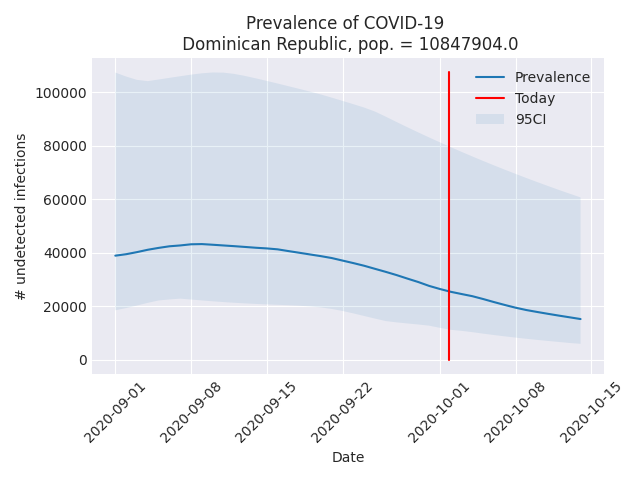 Prevalence of COVID-19
Dominican Republic, pop. = 10847904.0
Prevalence
Today
95CI
100000
80000
60000
40000
20000
0
# undetected infections
2020-09-01
2020-09-08
2020-09-15
2020-09-22
2020-10-01
2020-10-08
2020-10-15
Date